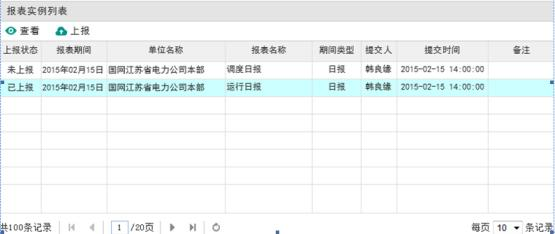 报表实例列表
查看 上报
上报状态 报表期间 单位名称 报表名称 期间类型 提交人 提交时间 备注
未上报 2015年02月15日 国网江苏省电力公司本部 调度日报 日报 韩良缘 2015-02-15 14:00:00
已上报 2015年02月15日 国网江苏省电力公司本部 运行日报 日报 韩良缘 2015-02-15 14:00:00
共100条记录 1 /20页 每页 10 条记录